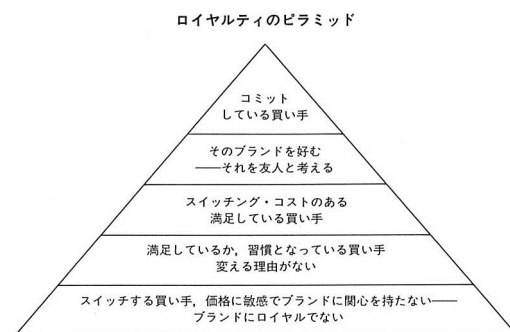 ロイヤルティのピラミッド
コミット
している買い手
そのブランドを好む
――それを友人と考える
スイッチング・コストのある
満足している買い手
満足しているか，習慣となっている買い手
変える理由がない
スイッチする買い手，価格に敏感でブランドに関心を持たない――
ブランドにロイヤルでない